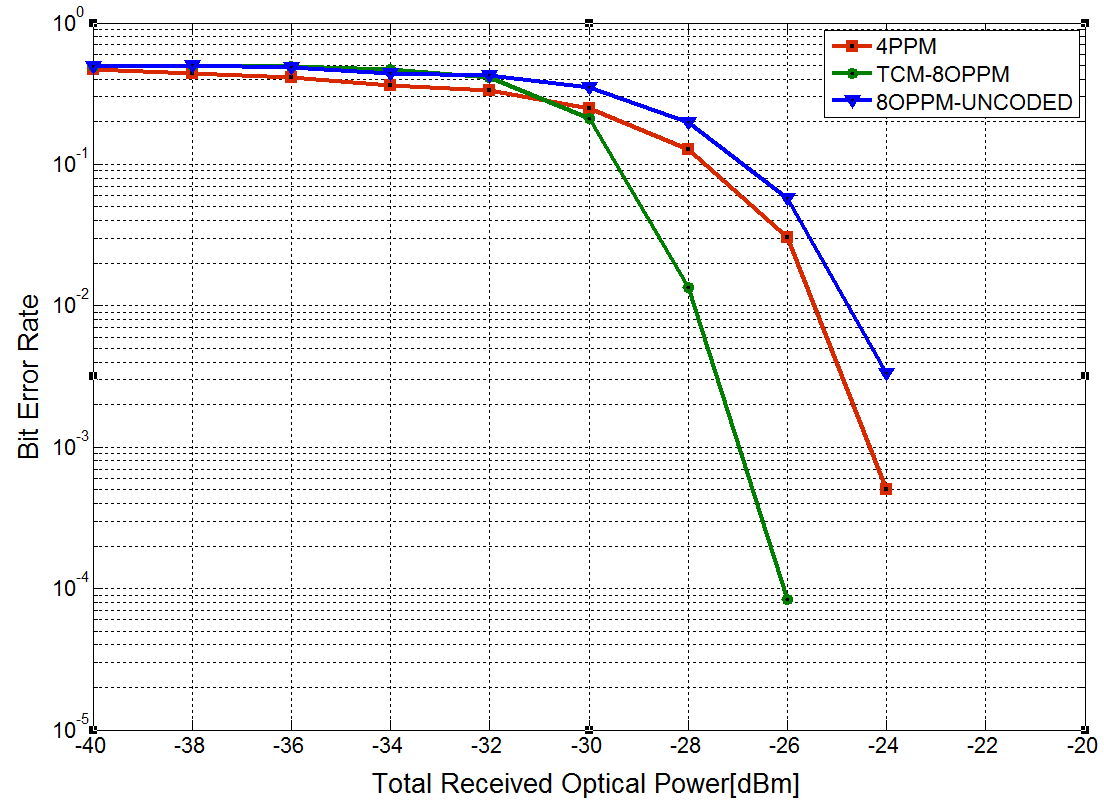 10^0
10^-1
10^-2
10^-3
10^-4
10^-5
Bit Error Rate
4PPM
TCM-8OPPM
8OPPM-UNCODED
-40 -38 -36 -34 -32 -30 -28 -26 -24 -22 -20
Total Received Optical Power[dBm]